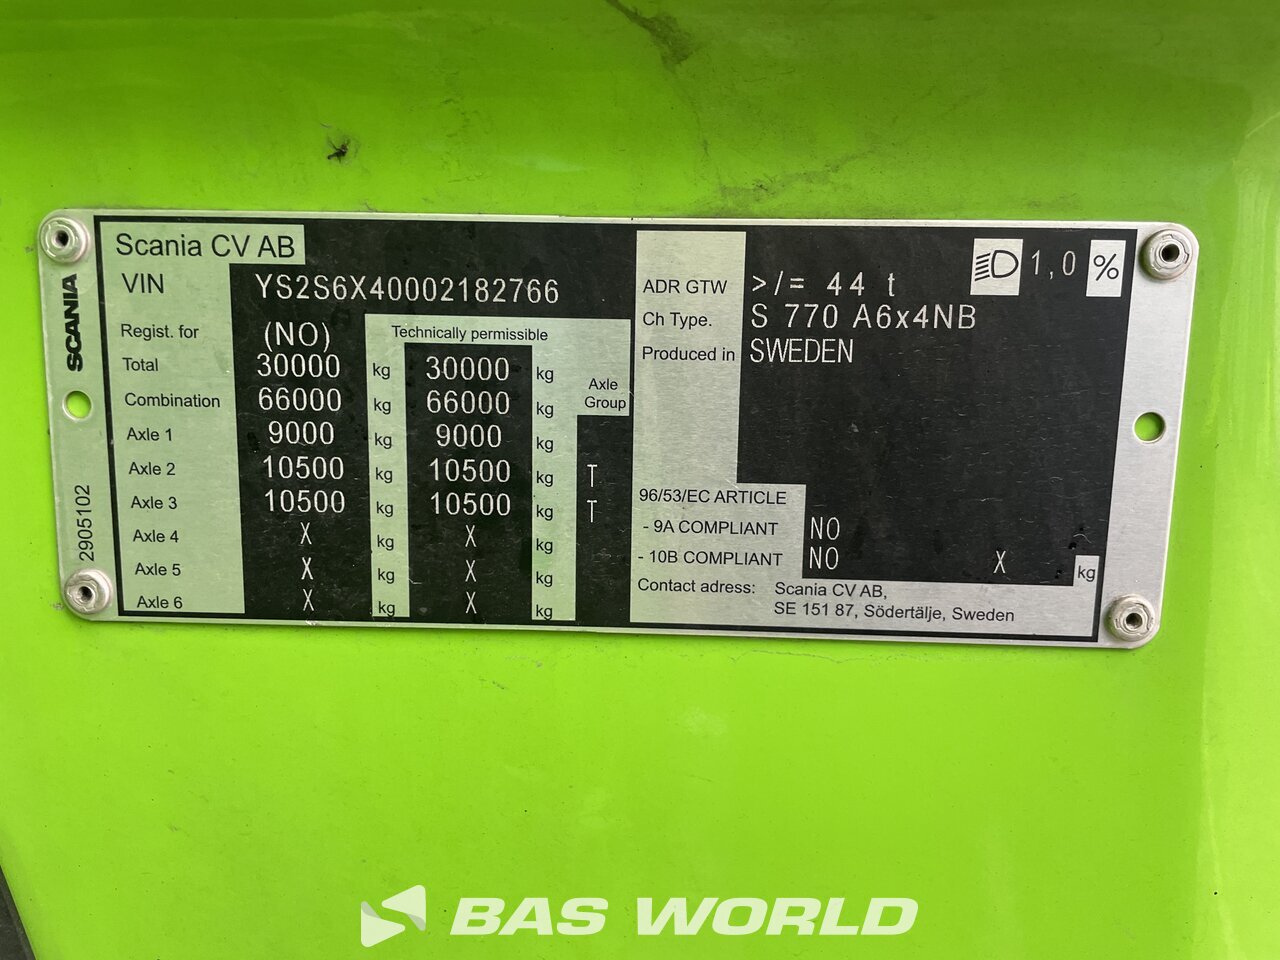 Scania CV AB
VIN YS2S6X40002182766
Regist. for (NO) Technically permissible
Total 30000 kg 30000 kg
Axle Group
Combination 66000 kg 66000 kg
Axle 1 9000 kg 9000 kg
Axle 2 10500 kg 10500 kg T
Axle 3 10500 kg 10500 kg T
Axle 4 X kg X kg
Axle 5 X kg X kg
Axle 6 X kg X kg
SCANIA
2905102
1,0 %
ADR GTW >/= 44 t
Ch Type. S 770 A6x4NB
Produced in SWEDEN
96/53/EC ARTICLE
- 9A COMPLIANT NO
- 10B COMPLIANT NO X kg
Contact adress: Scania CV AB,
SE 151 87, Södertälje, Sweden
BAS WORLD